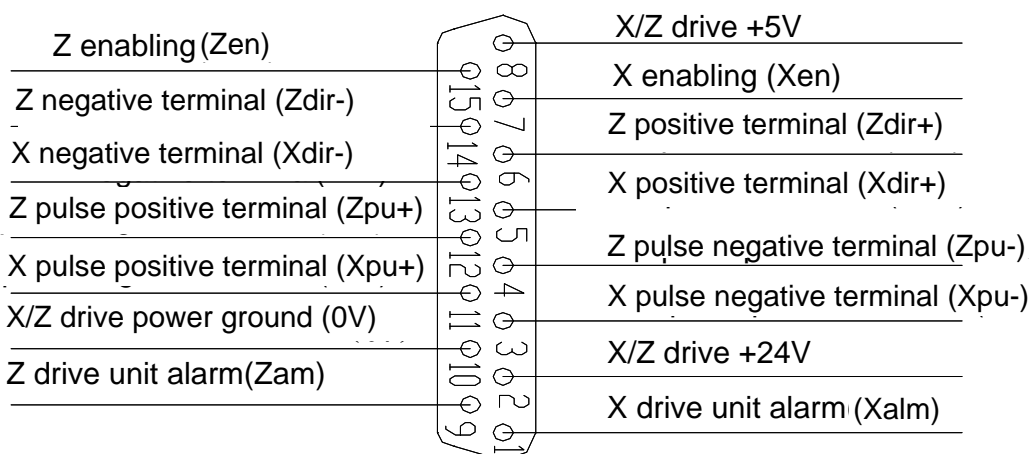 X/Z drive +5V
Z enabling(Zen)
X enabling (Xen)
Z negative terminal (Zdir-)
Z positive terminal (Zdir+)
X negative terminal (Xdir-)
X positive terminal (Xdir+)
Z pulse positive terminal (Zpu+)
Z pulse negative terminal (Zpu-)
X pulse positive terminal (Xpu+)
X pulse negative terminal (Xpu-)
X/Z drive power ground (0V)
X/Z drive +24V
Z drive unit alarm(Zam)
X drive unit alarm (Xalm)
8
15
7
14
6
13
5
12
4
11
3
10
2
9
1